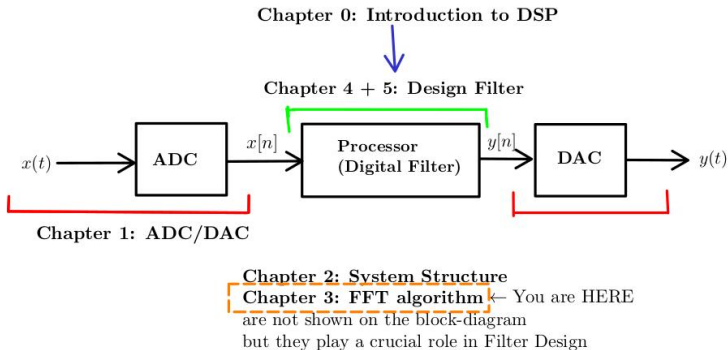 Chapter 0: Introduction to DSP
Chapter 4 + 5: Design Filter
x(t)
ADC
x[n]
Processor
(Digital Filter)
y[n]
DAC
y(t)
Chapter 1: ADC/DAC
Chapter 2: System Structure
Chapter 3: FFT algorithm ← You are HERE
are not shown on the block-diagram
but they play a crucial role in Filter Design